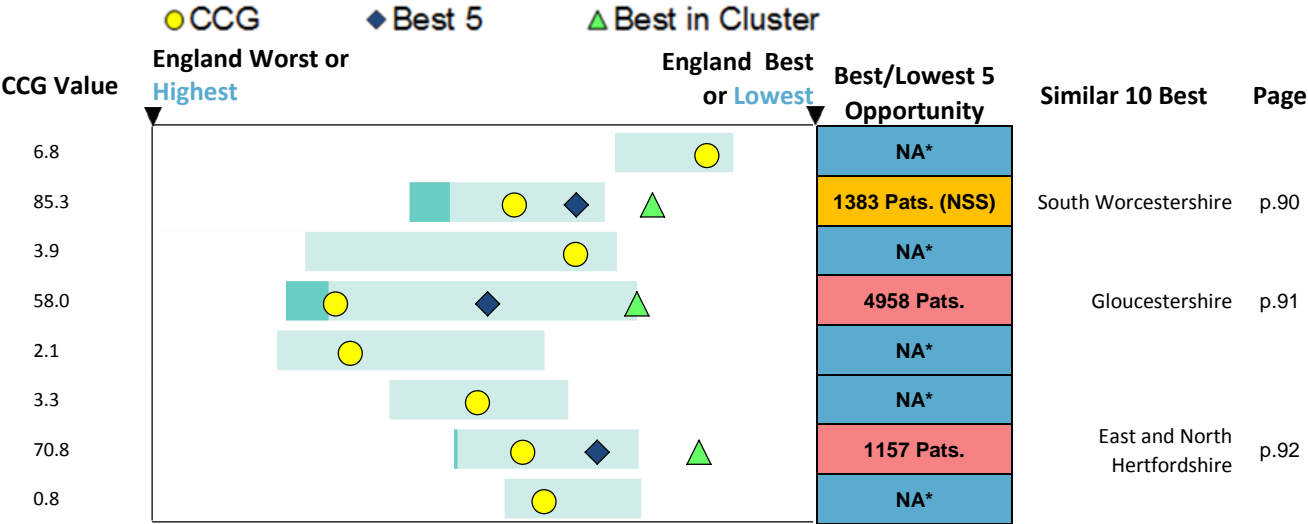 CCG Best 5 Best in Cluster
England Worst or
Highest
England Best
or Lowest
CCG Value
Best/Lowest 5
Opportunity
Similar 10 Best
Page
6.8 NA*
85.3 1383 Pats. (NSS) South Worcestershire p.90
3.9 NA*
58.0 4958 Pats. Gloucestershire p.91
2.1 NA*
3.3 NA*
70.8 1157 Pats. East and North
Hertfordshire p.92
0.8 NA*